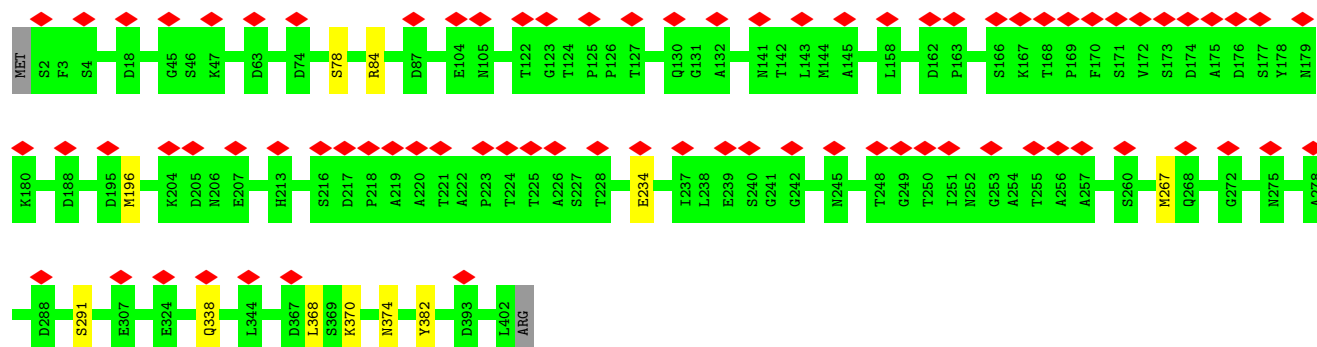 MET S2 F3 S4 D18 G45 S46 K47 D63 D74 S78 R84 D87 E104 N105 T122 G123 T124 P125 P126 T127 Q130 G131 A132 N141 T142 L143 M144 A145 L158 D162 P163 S166 K167 T168 P169 F170 S171 V172 S173 D174 A175 D176 S177 Y178 N179
K180 D188 D195 M196 K204 D205 N206 E207 H213 S216 D217 P218 A219 A220 T221 A222 P223 T224 T225 A226 S227 T228 E234 I237 L238 E239 S240 G241 G242 N245 T248 G249 T250 I251 N252 G253 A254 T255 A256 A257 S260 M267 Q268 G272 N275 A278
D288 S291 E307 E324 Q338 L344 D367 L368 S369 K370 N374 Y382 D393 L402 ARG